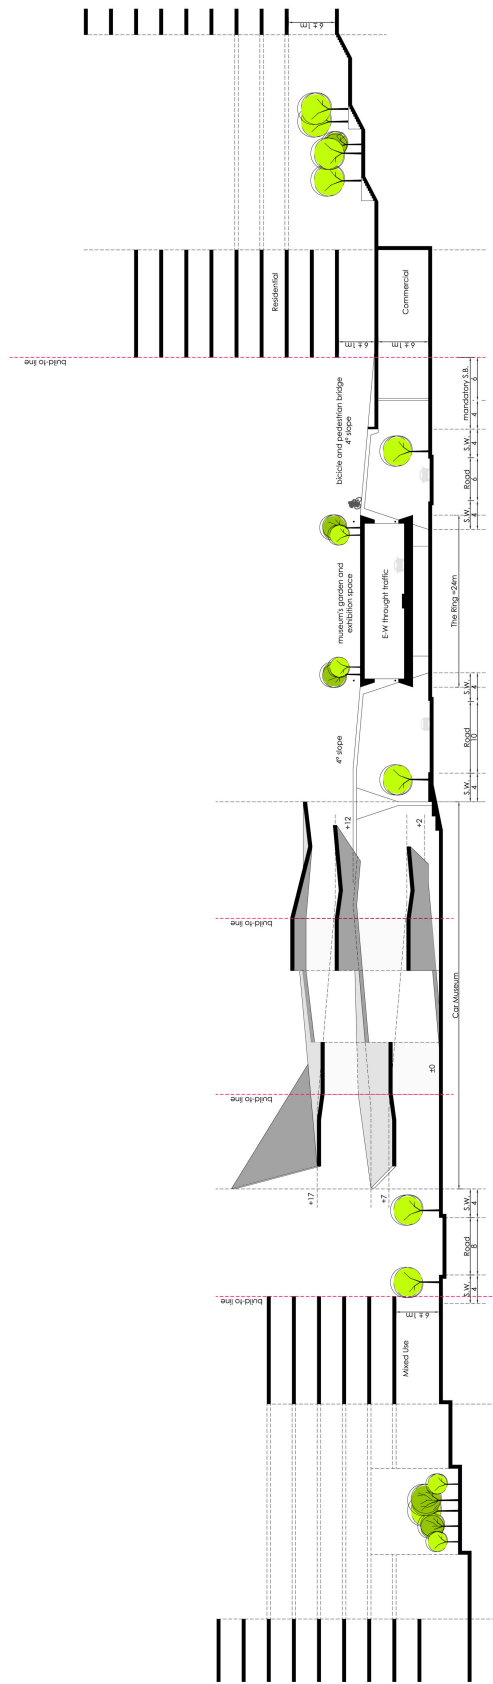 6 ± 1m
Residential
Commercial
6 ± 1m
6 ± 1m
build-to line
mandatory S.B.
6
4
bicicle and pedestrian bridge
4° slope
S.W.
4
Road
6
S.W.
4
museum's garden and
exhibition space
E-W throught traffic
The Ring =24m
4° slope
S.W.
4
Road
10
S.W.
4
+12
+2
build-to line
Car Museum
±0
build-to line
+17
+7
S.W.
4
Road
8
S.W.
4
build-to line
6 ± 1m
Mixed Use